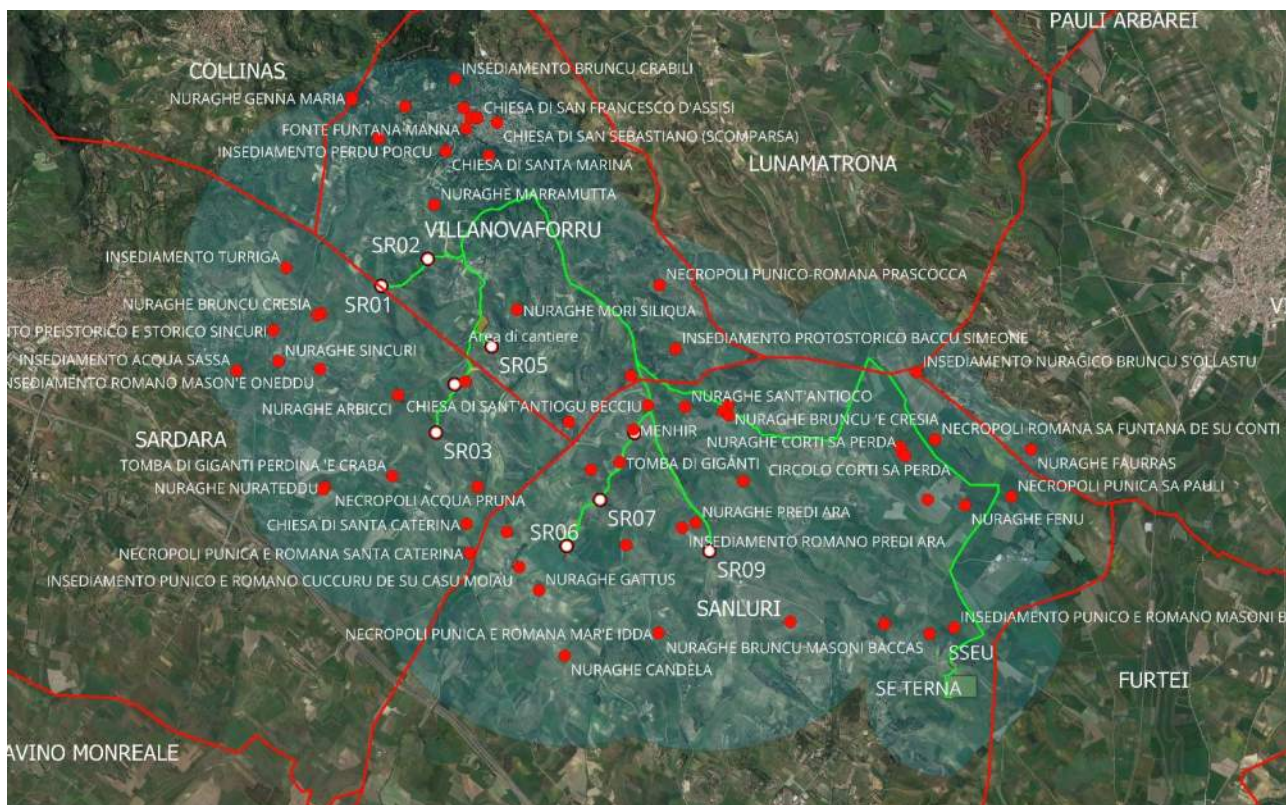 PAULI ARBAREI
COLLINAS
INSEDIAMENTO BRUNCU CRABILI
NURAGHE GENNA MARIA
CHIESA DI SAN FRANCESCO D'ASSISI
FONTE FUNTANA MANNA
CHIESA DI SAN SEBASTIANO (SCOMPARSA)
INSEDIAMENTO PERDU PORCU
CHIESA DI SANTA MARINA
LUNAMATRONA
NURAGHE MARRAMUTTA
VILLANOVAFORRU
SR02
INSEDIAMENTO TURRIGA
NECROPOLI PUNICO-ROMANA PRASCOCCA
SR01
NURAGHE BRUNCU CRESIA
NURAGHE MORI SILIQUA
NTO PREISTORICO E STORICO SINCURI
Area di cantiere
INSEDIAMENTO PROTOSTORICO BACCU SIMEONE
NURAGHE SINCURI
INSEDIAMENTO ACQUA SASSA
SR05
INSEDIAMENTO NURAGICO BRUNCU S'OLLASTU
NSEDIAMENTO ROMANO MASON'E ONEDDU
NURAGHE SANT'ANTIOCO
NURAGHE ARBICCI
CHIESA DI SANT'ANTIOGU BECCIU
NURAGHE BRUNCU 'E CRESIA
MENHIR
SARDARA
SR03
NURAGHE CORTI SA PERDA
NECROPOLI ROMANA SA FUNTANA DE SU CONTI
NURAGHE FAURRAS
TOMBA DI GIGANTI PERDINA 'E CRABA
TOMBA DI GIGANTI
CIRCOLO CORTI SA PERDA
NURAGHE NURATEDDU
NECROPOLI ACQUA PRUNA
NECROPOLI PUNICA SA PAULI
SR07
NURAGHE PREDI ARA
NURAGHE FENU
CHIESA DI SANTA CATERINA
SR06
INSEDIAMENTO ROMANO PREDI ARA
NECROPOLI PUNICA E ROMANA SANTA CATERINA
SR09
INSEDIAMENTO PUNICO E ROMANO CUCCURU DE SU CASU MOIAU
NURAGHE GATTUS
SANLURI
INSEDIAMENTO PUNICO E ROMANO MASONI B
NECROPOLI PUNICA E ROMANA MAR'E IDDA
NURAGHE BRUNCU MASONI BACCAS
SSEU
NURAGHE CANDELA
SE TERNA
FURTEI
AVINO MONREALE